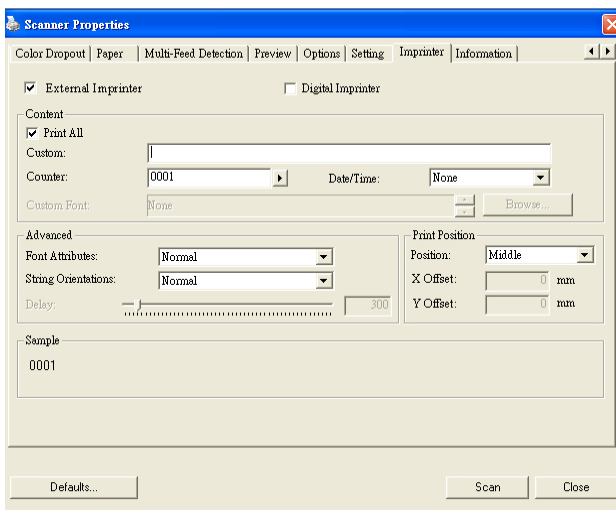 Scanner Properties
Color Dropout Paper Multi-Feed Detection Preview Options Setting Imprinter Information
External Imprinter Digital Imprinter
Content
Print All
Custom:
Counter: 0001 Date/Time: None
Custom Font: None Browse...
Advanced Print Position
Font Attributes: Normal Position: Middle
String Orientations: Normal X Offset: 0 mm
Delay: 300 Y Offset: 0 mm
Sample
0001
Defaults... Scan Close